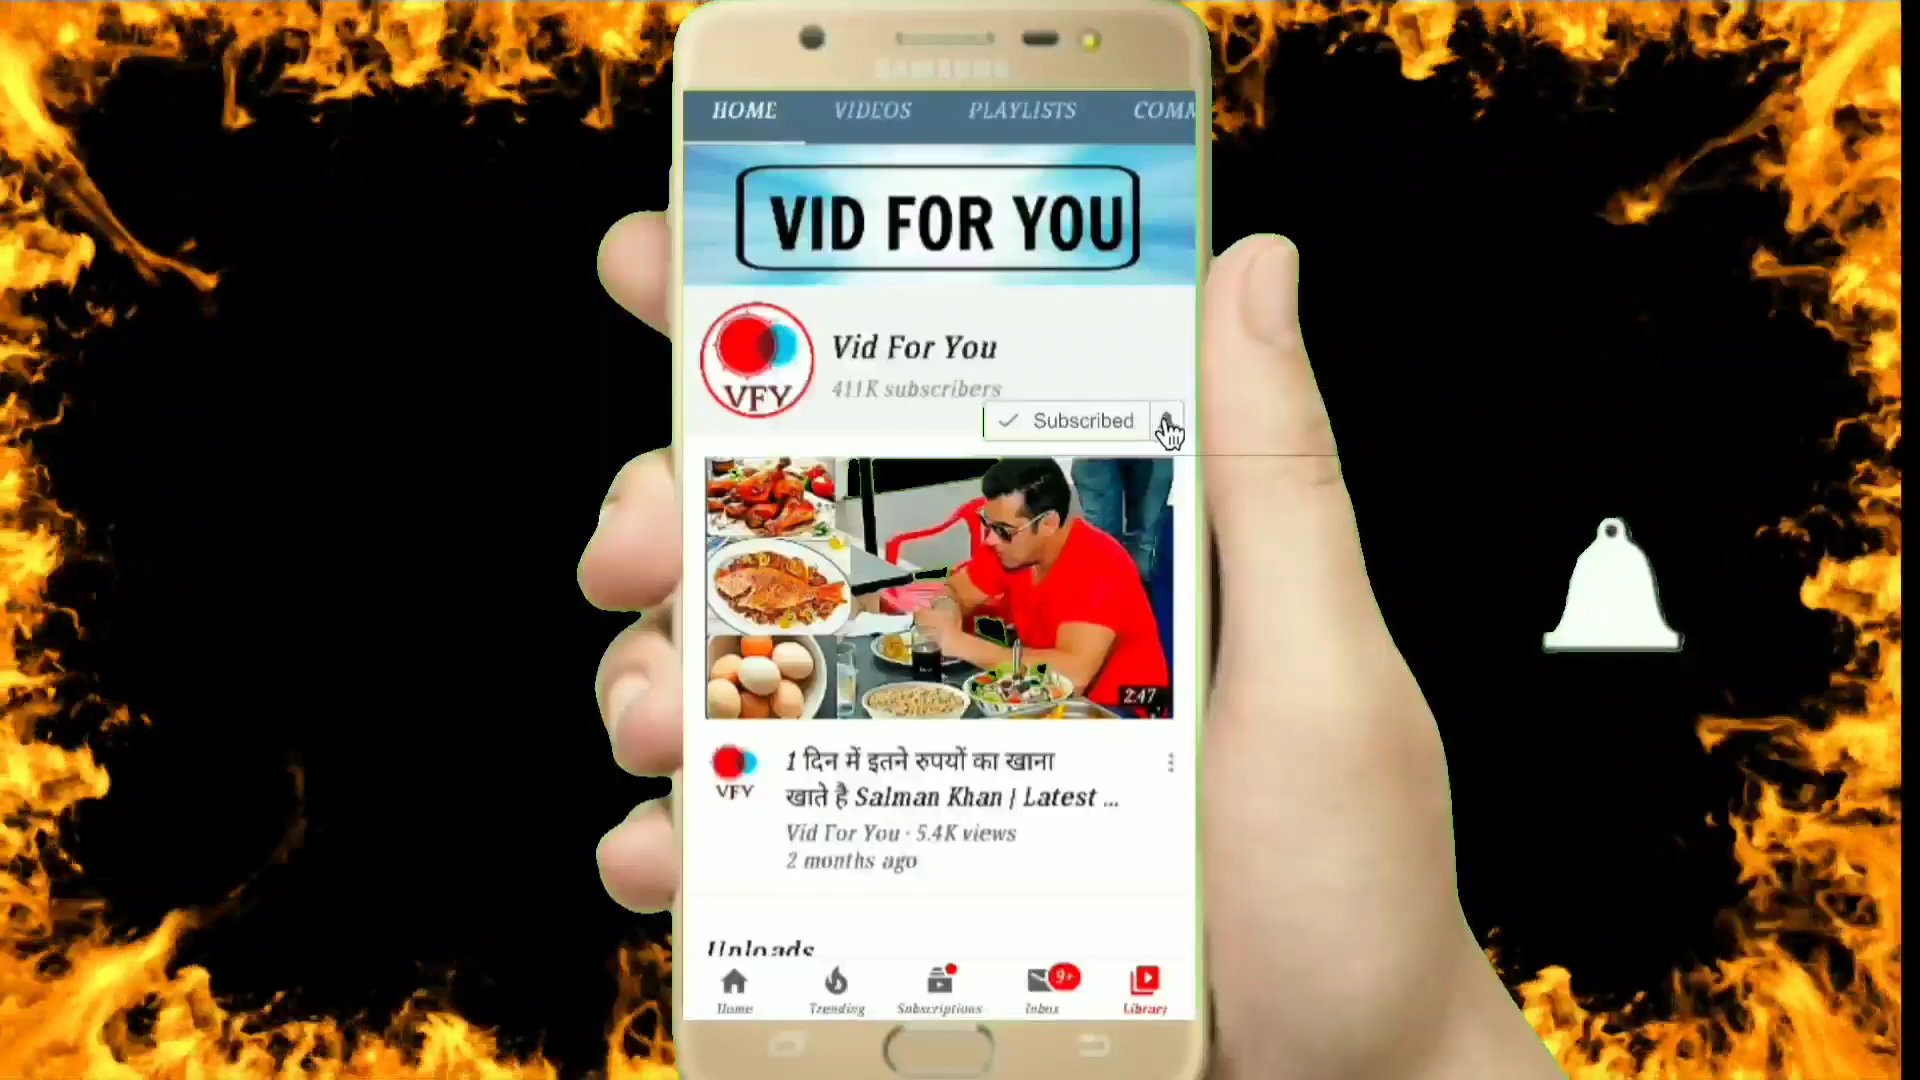 SAMSUNG
HOME VIDEOS PLAYLISTS COMM
VID FOR YOU
VFY
Vid For You
411K subscribers
Subscribed
2:47
1 दिन में इतने रुपयों का खाना
खाते है Salman Khan | Latest ...
VFY
Vid For You · 5.4K views
2 months ago
Uploads
9+
Home Trending Subscriptions Inbox Library